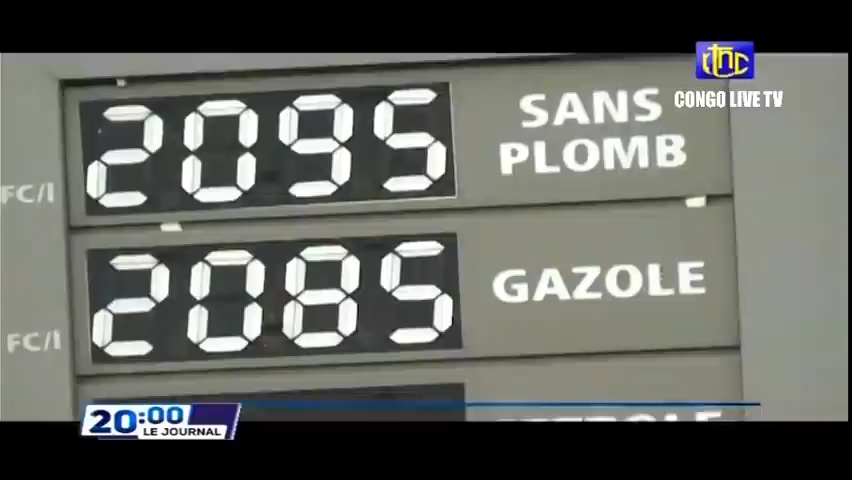 CONGO LIVE TV
2095
SANS
PLOMB
FC/l
2085
GAZOLE
FC/l
20:00
LE JOURNAL